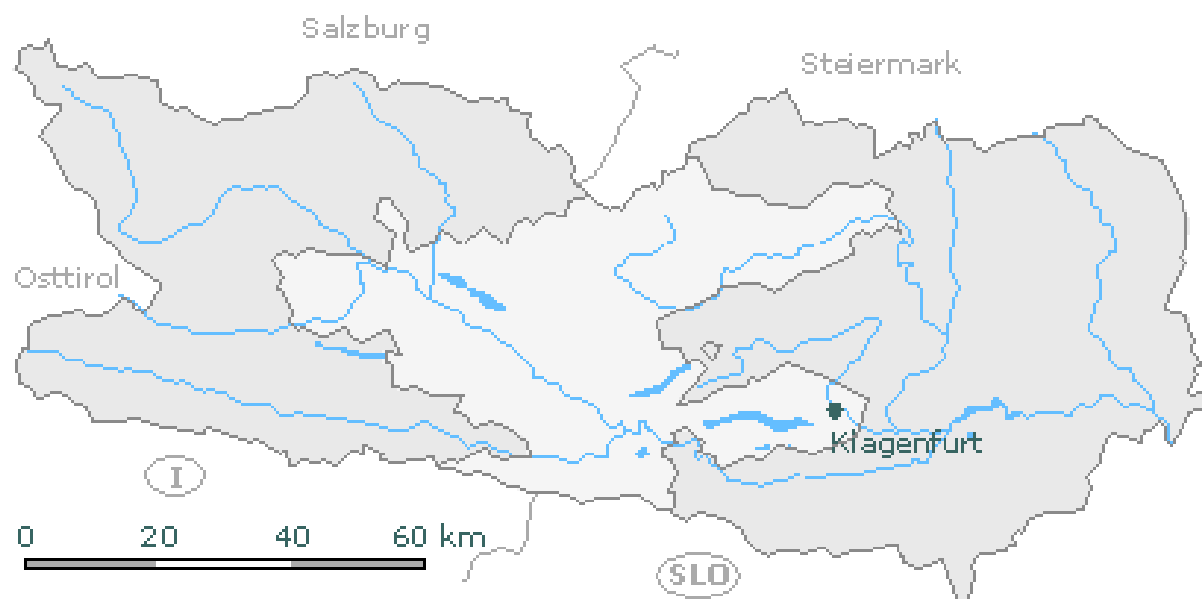 Salzburg
Steiermark
Osttirol
Klagenfurt
I
0 20 40 60 km
SLO